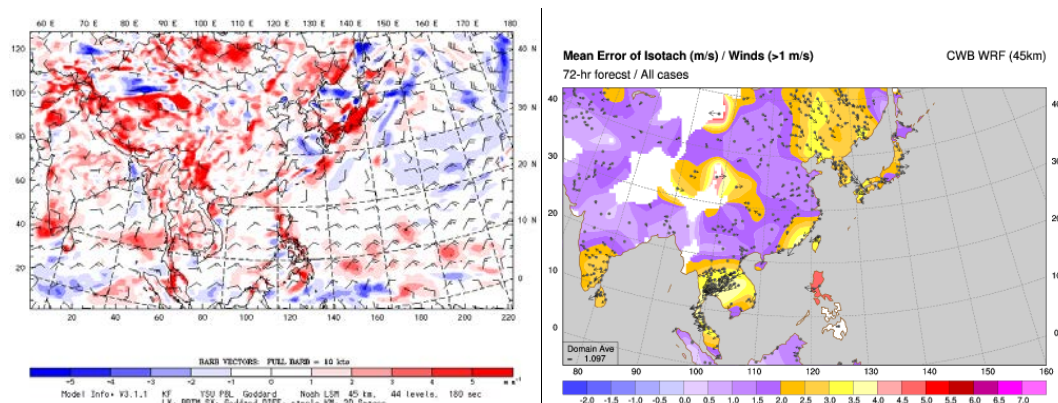 60 E 70 E 80 E 90 E 100 E 110 E 120 E 130 E 140 E 150 E 160 E 170 E 180
120
100
80
60
40
20
40 N
30 N
20 N
10 N
0
20 40 60 80 100 120 140 160 180 200 220
BARB VECTORS: FULL BARB = 10 kts
-5 -4 -3 -2 -1 0 1 2 3 4 5 m s⁻¹
Model Info: V3.1.1 KF YSU PBL Goddard Noah LSM 45 km, 44 levels, 180 sec
Mean Error of Isotach (m/s) / Winds (>1 m/s)
CWB WRF (45km)
72-hr forecst / All cases
40
30
20
10
0
40
30
20
10
0
Domain Ave
= 1.097
80 90 100 110 120 130 140 150 160
-2.0 -1.5 -1.0 -0.5 0.0 0.5 1.0 1.5 2.0 2.5 3.0 3.5 4.0 4.5 5.0 5.5 6.0 6.5 7.0